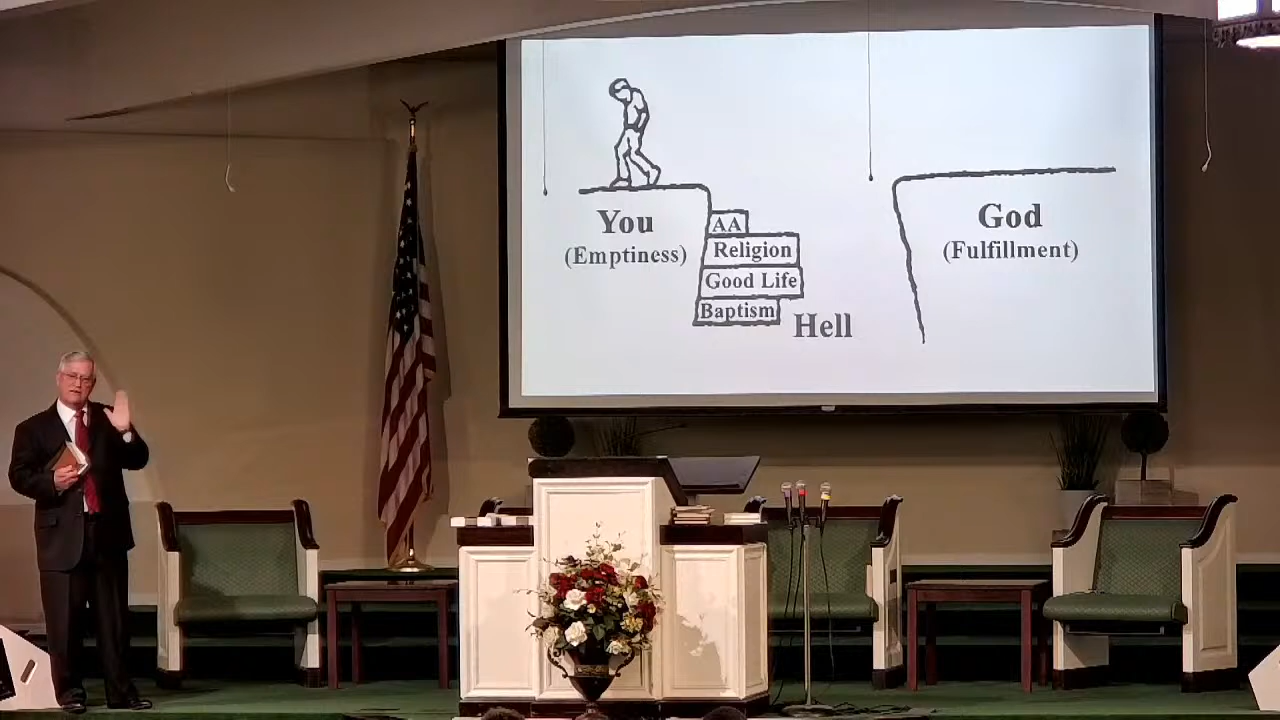 You
(Emptiness)
AA
Religion
Good Life
Baptism
Hell
God
(Fulfillment)